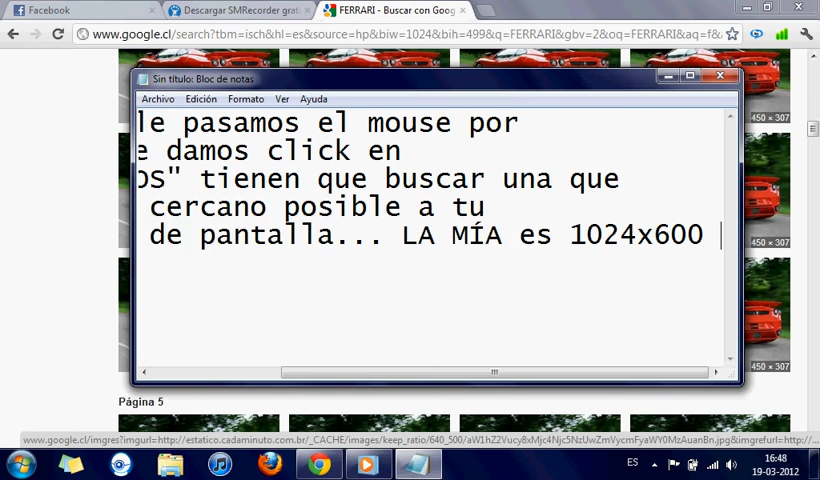 Facebook
Descargar SMRecorder grat
FERRARI - Buscar con Goog
www.google.cl/search?tbm=isch&hl=es&source=hp&biw=1024&bih=499&q=FERRARI&gbv=2&oq=FERRARI&aq=f&
Sin título: Bloc de notas
Archivo Edición Formato Ver Ayuda
le pasamos el mouse por
e damos click en
OS" tienen que buscar una que
cercano posible a tu
de pantalla... LA MÍA es 1024x600
450 × 307
450 × 307
450 × 307
Página 5
www.google.cl/imgres?imgurl=http://estatico.cadaminuto.com.br/_CACHE/images/keep_ratio/640_500/aW1hZ2Vucy8xMjc4Njc5NzUwZmVycmFyaWY0MzAuanBn.jpg&imgrefurl=http://...
ES
16:48
19-03-2012